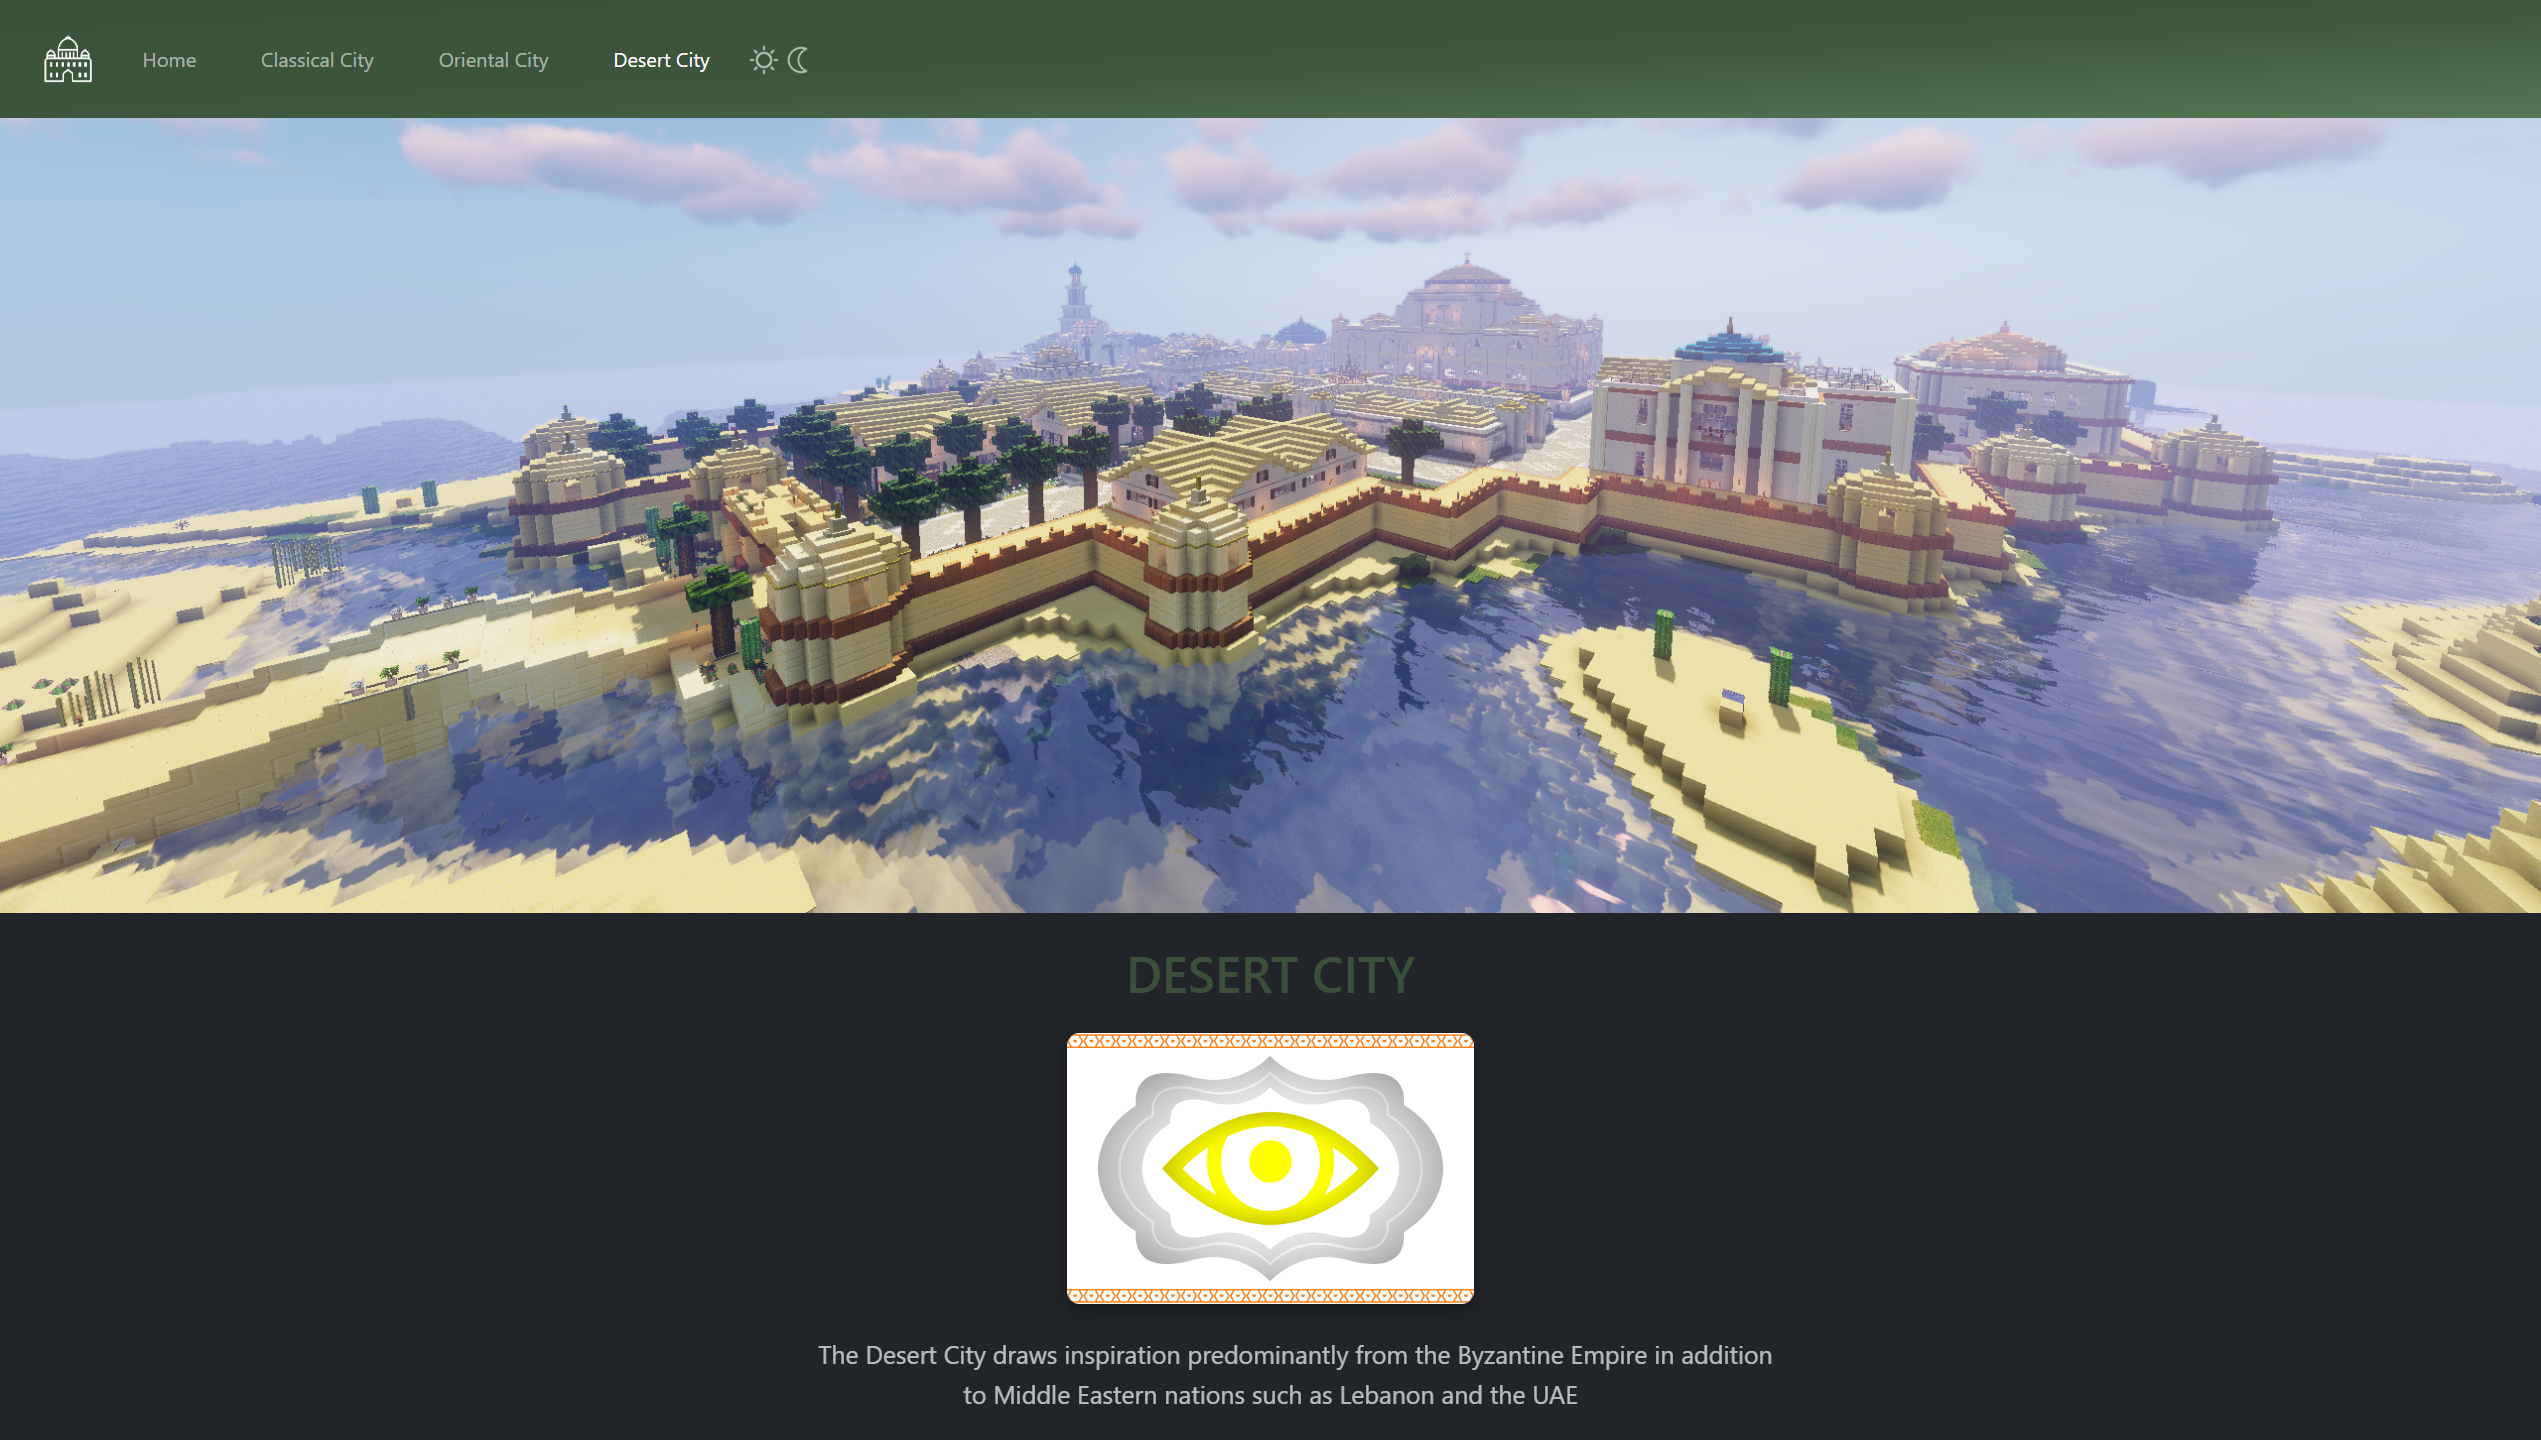 Home
Classical City
Oriental City
Desert City
DESERT CITY
The Desert City draws inspiration predominantly from the Byzantine Empire in addition
to Middle Eastern nations such as Lebanon and the UAE